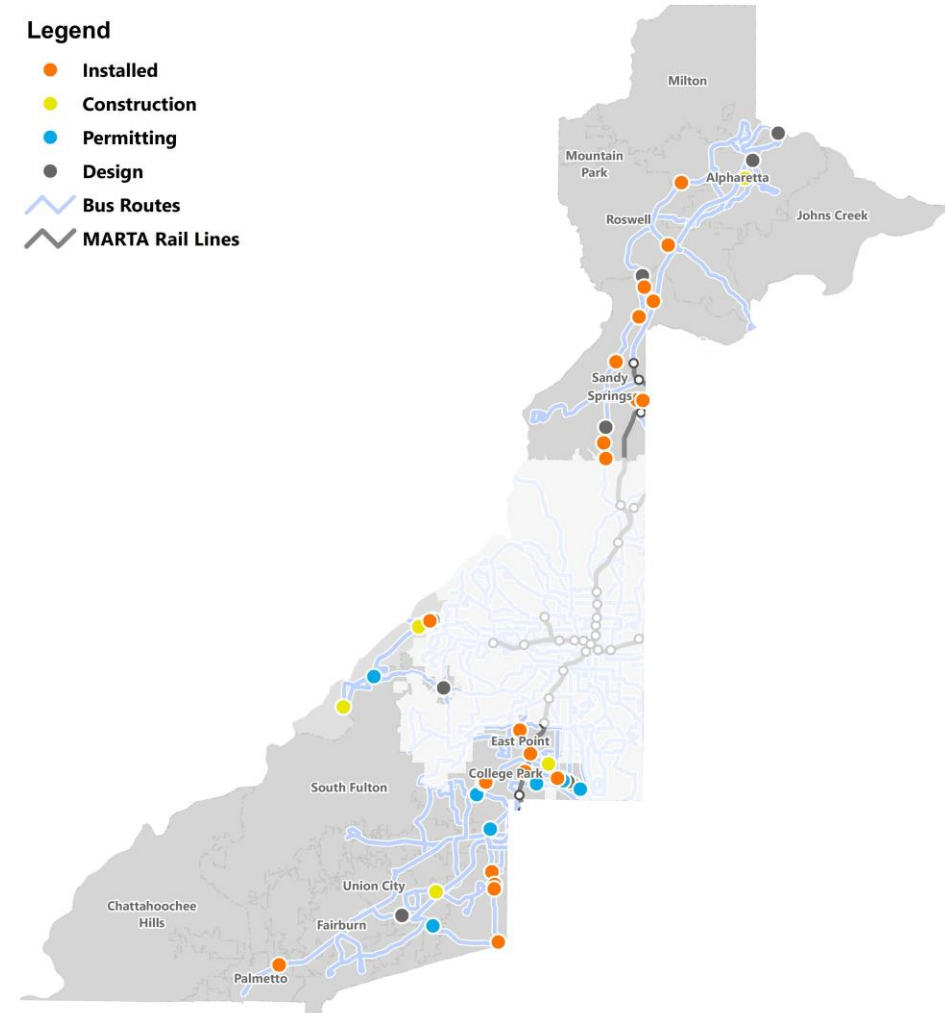 Legend
Installed
Construction
Permitting
Design
Bus Routes
MARTA Rail Lines
Milton
Mountain
Park
Alpharetta
Roswell
Johns Creek
Sandy
Springs
East Point
College Park
South Fulton
Union City
Chattahoochee
Hills
Fairburn
Palmetto